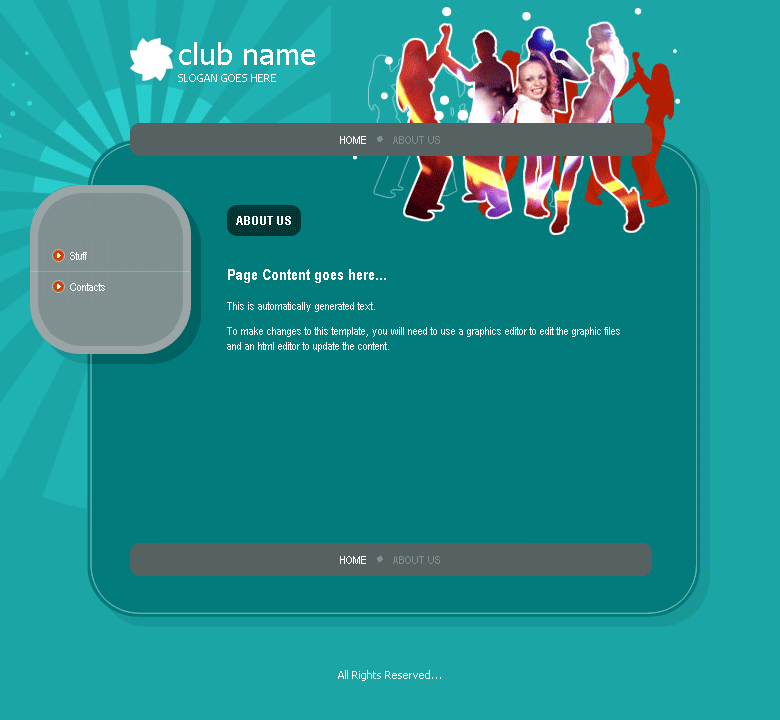 club name
SLOGAN GOES HERE
HOME ABOUT US
Stuff
Contacts
ABOUT US
Page Content goes here...
This is automatically generated text.
To make changes to this template, you will need to use a graphics editor to edit the graphic files
and an html editor to update the content.
HOME ABOUT US
All Rights Reserved...